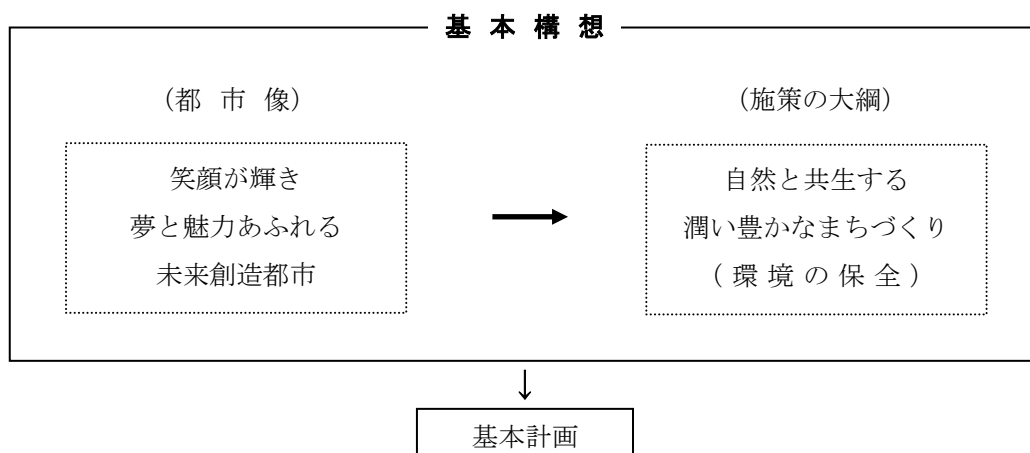 基本構想
(都市像)
笑顔が輝き
夢と魅力あふれる
未来創造都市
(施策の大綱)
自然と共生する
潤い豊かなまちづくり
(環境の保全)
基本計画